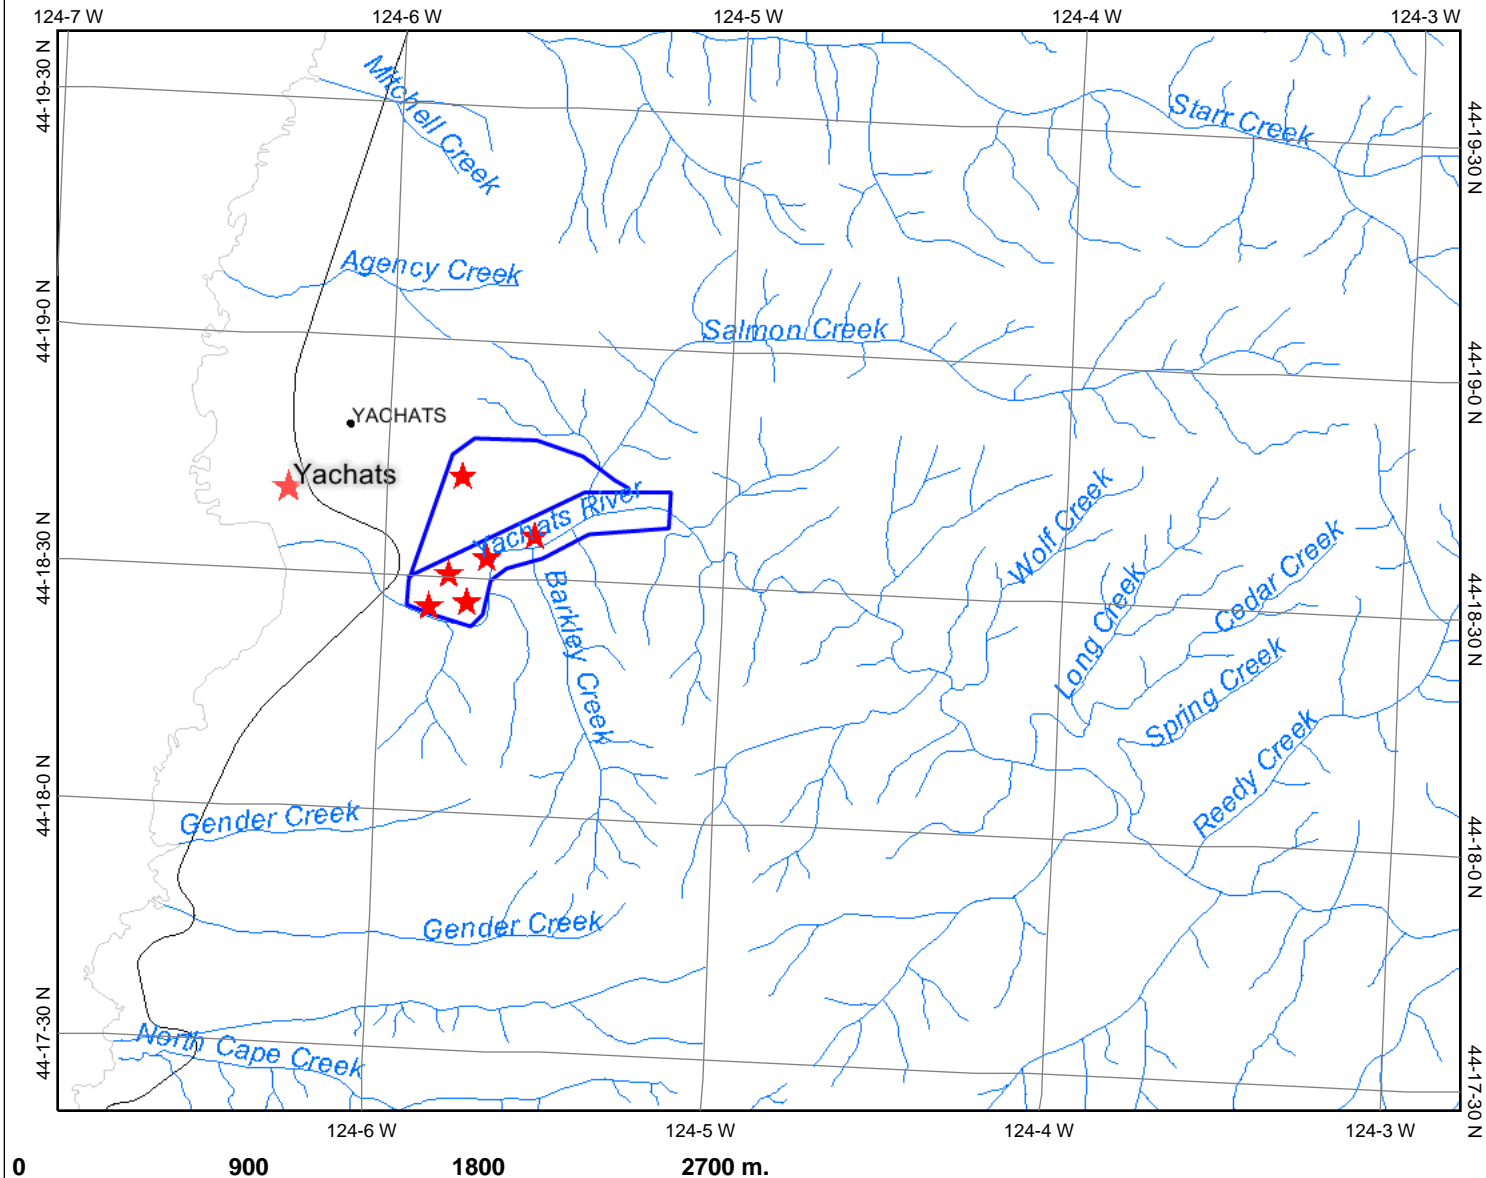 124-7 W 124-6 W 124-5 W 124-4 W 124-3 W
44-19-30 N
Mitchell Creek
Starr Creek
44-19-30 N
Agency Creek
44-19-0 N
Salmon Creek
44-19-0 N
YACHATS
Yachats
Yachats River
Wolf Creek
44-18-30 N
Barkley Creek
Long Creek
Cedar Creek
44-18-30 N
Spring Creek
Reedy Creek
44-18-0 N
Gender Creek
44-18-0 N
Gender Creek
44-17-30 N
North Cape Creek
44-17-30 N
124-6 W 124-5 W 124-4 W 124-3 W
0 900 1800 2700 m.